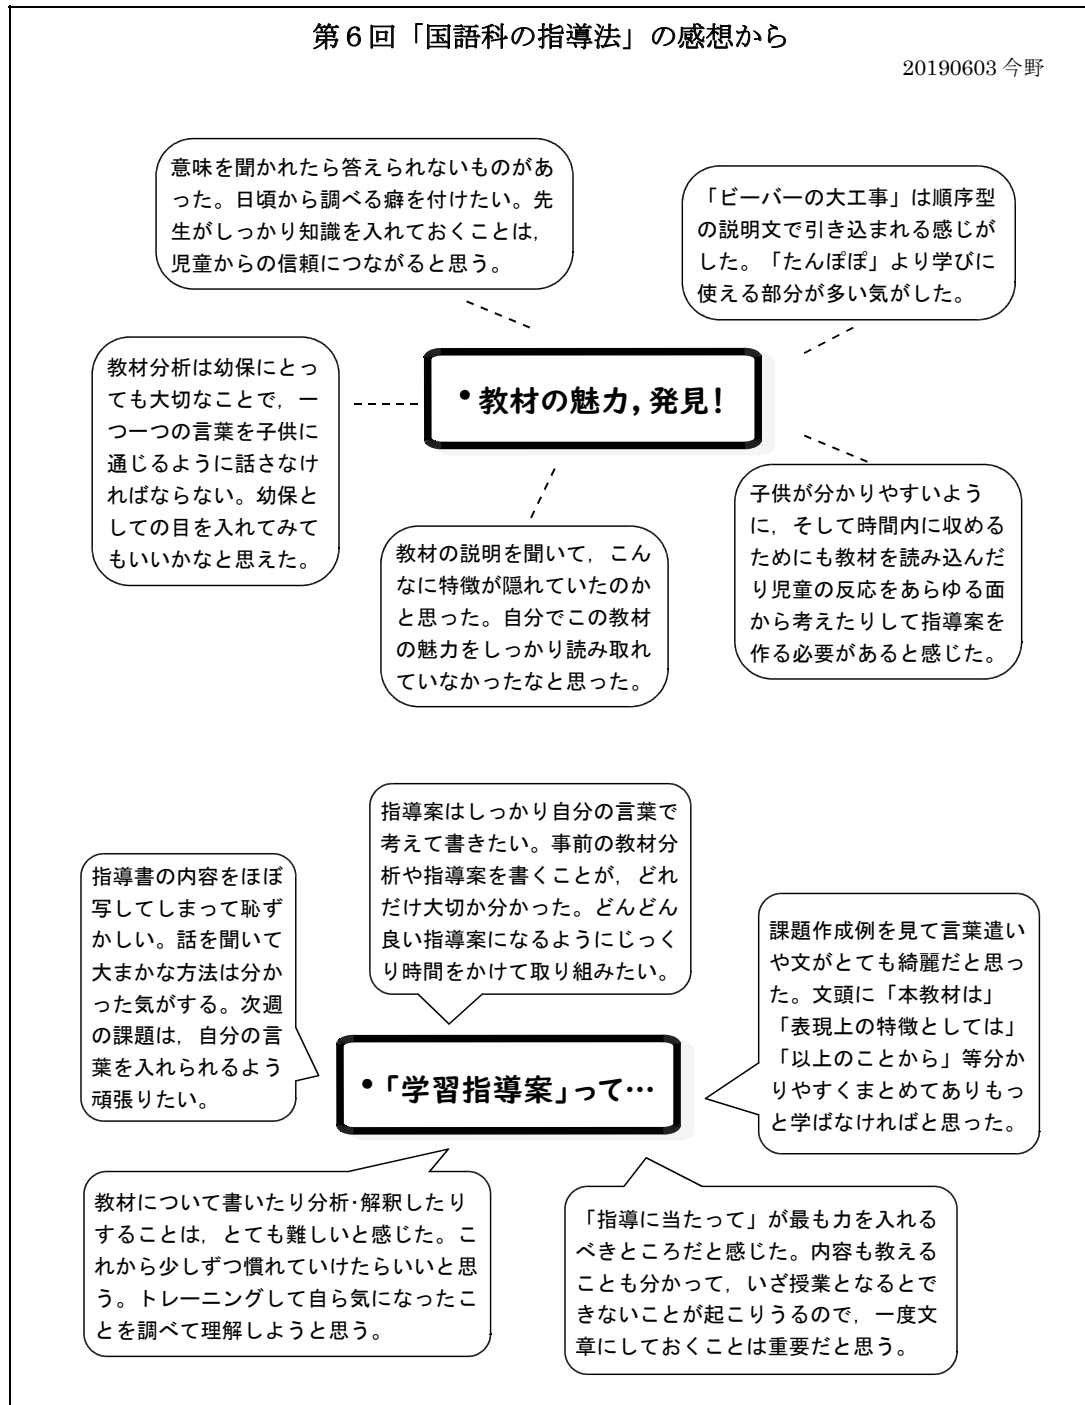 第６回「国語科の指導法」の感想から
20190603 今野
意味を聞かれたら答えられないものがあ
った。日頃から調べる癖を付けたい。先
生がしっかり知識を入れておくことは，
児童からの信頼につながると思う。
「ビーバーの大工事」は順序型
の説明文で引き込まれる感じが
した。「たんぽぽ」より学びに
使える部分が多い気がした。
教材分析は幼保にとっ
ても大切なことで，一
つ一つの言葉を子供に
通じるように話さなけ
ればならない。幼保と
しての目を入れてみて
もいいかなと思えた。
•教材の魅力，発見！
教材の説明を聞いて，こん
なに特徴が隠れていたのか
と思った。自分でこの教材
の魅力をしっかり読み取れ
ていなかったなと思った。
子供が分かりやすいよう
に，そして時間内に収める
ためにも教材を読み込んだ
り児童の反応をあらゆる面
から考えたりして指導案を
作る必要があると感じた。
指導案はしっかり自分の言葉で
考えて書きたい。事前の教材分
析や指導案を書くことが，どれ
だけ大切か分かった。どんどん
良い指導案になるようにじっく
り時間をかけて取り組みたい。
指導書の内容をほぼ
写してしまって恥ず
かしい。話を聞いて
大まかな方法は分か
った気がする。次週
の課題は，自分の言
葉を入れられるよう
頑張りたい。
課題作成例を見て言葉遣い
や文がとても綺麗だと思っ
た。文頭に「本教材は」
「表現上の特徴としては」
「以上のことから」等分か
りやすくまとめてありもっ
と学ばなければと思った。
•「学習指導案」って…
教材について書いたり分析･解釈したり
することは，とても難しいと感じた。こ
れから少しずつ慣れていけたらいいと思
う。トレーニングして自ら気になったこ
とを調べて理解しようと思う。
「指導に当たって」が最も力を入れる
べきところだと感じた。内容も教える
ことも分かって，いざ授業となるとで
きないことが起こりうるので，一度文
章にしておくことは重要だと思う。